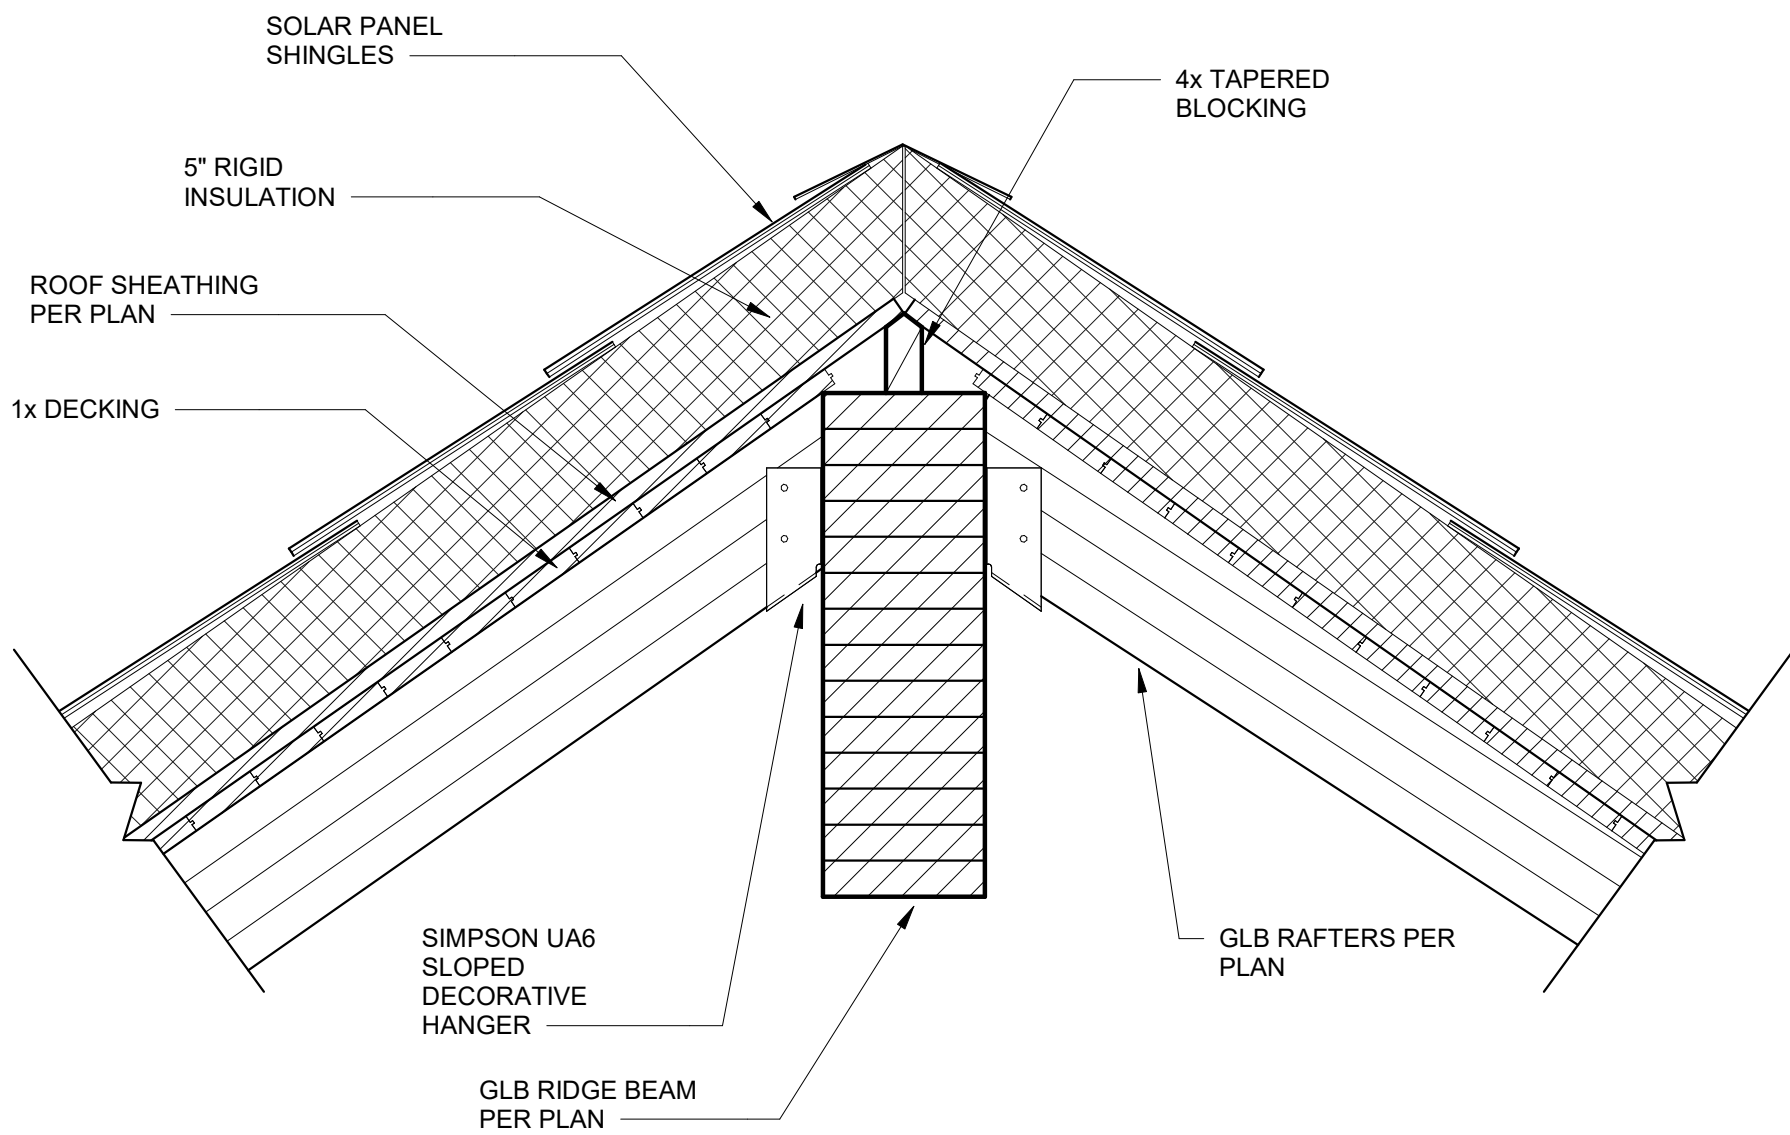 SOLAR PANEL
SHINGLES
4x TAPERED
BLOCKING
5" RIGID
INSULATION
ROOF SHEATHING
PER PLAN
1x DECKING
SIMPSON UA6
SLOPED
DECORATIVE
HANGER
GLB RAFTERS PER
PLAN
GLB RIDGE BEAM
PER PLAN